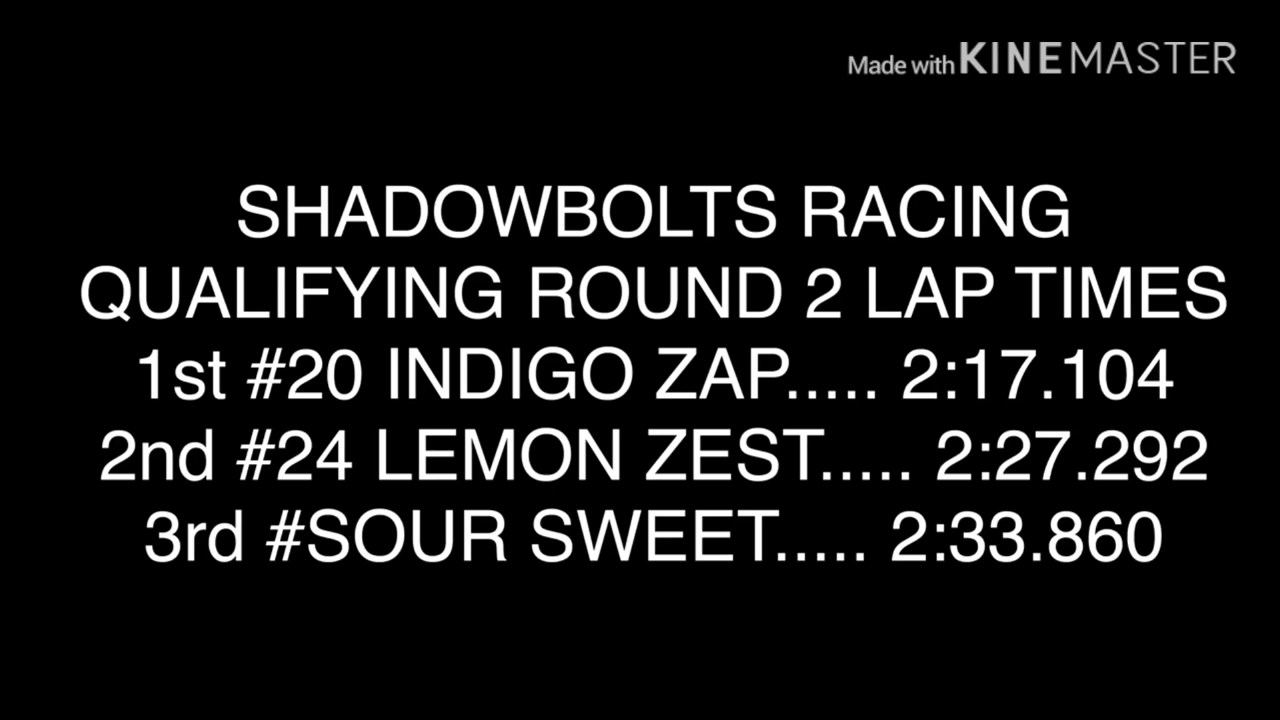 Made with KINEMASTER
SHADOWBOLTS RACING
QUALIFYING ROUND 2 LAP TIMES
1st #20 INDIGO ZAP..... 2:17.104
2nd #24 LEMON ZEST..... 2:27.292
3rd #SOUR SWEET..... 2:33.860